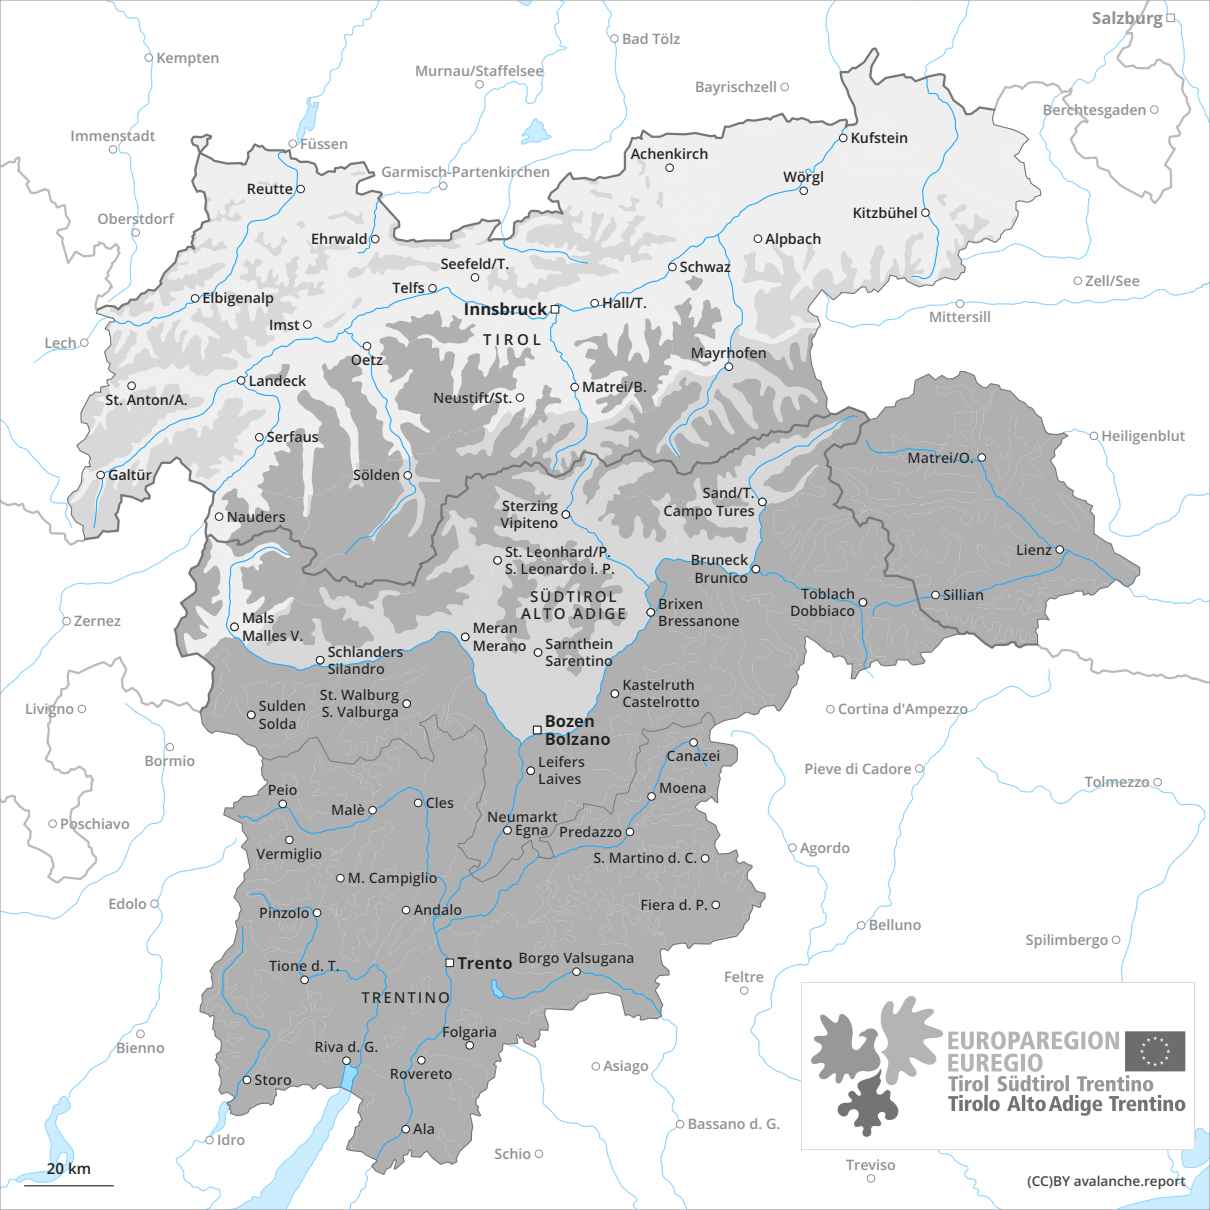 Salzburg
Bad Tölz
Kempten
Murnau/Staffelsee
Bayrischzell
Berchtesgaden
Immenstadt
Füssen
Kufstein
Achenkirch
Garmisch-Partenkirchen
Wörgl
Reutte
Oberstdorf
Kitzbühel
Ehrwald
Alpbach
Seefeld/T.
Schwaz
Zell/See
Telfs
Elbigenalp
Hall/T.
Innsbruck
Mittersill
Imst
TIROL
Lech
Mayrhofen
Oetz
Landeck
Matrei/B.
St. Anton/A.
Neustift/St.
Serfaus
Heiligenblut
Matrei/O.
Galtür
Sölden
Sand/T.
Campo Tures
Sterzing
Vipiteno
Nauders
Lienz
St. Leonhard/P.
S. Leonardo i. P.
Bruneck
Brunico
SÜDTIROL
ALTO ADIGE
Toblach
Dobbiaco
Sillian
Brixen
Bressanone
Mals
Malles V.
Zernez
Meran
Merano
Sarnthein
Sarentino
Schlanders
Silandro
Kastelruth
Castelrotto
St. Walburg
S. Valburga
Sulden
Solda
Livigno
Cortina d'Ampezzo
Bozen
Bolzano
Bormio
Canazei
Leifers
Laives
Pieve di Cadore
Tolmezzo
Peio
Moena
Malè
Cles
Neumarkt
Egna
Predazzo
Poschiavo
Vermiglio
Agordo
S. Martino d. C.
M. Campiglio
Edolo
Pinzolo
Andalo
Fiera d. P.
Belluno
Spilimbergo
Trento
Borgo Valsugana
Tione d. T.
Feltre
TRENTINO
Folgaria
Bienno
Riva d. G.
Rovereto
Asiago
Storo
EUROPAREGION
EUREGIO
Tirol Südtirol Trentino
Tirolo Alto Adige Trentino
Ala
Bassano d. G.
Idro
Schio
Treviso
20 km
(CC)BY avalanche.report